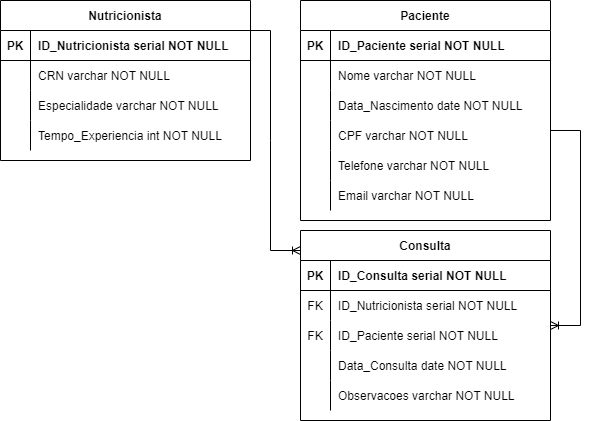 Nutricionista
PK ID_Nutricionista serial NOT NULL
CRN varchar NOT NULL
Especialidade varchar NOT NULL
Tempo_Experiencia int NOT NULL
Paciente
PK ID_Paciente serial NOT NULL
Nome varchar NOT NULL
Data_Nascimento date NOT NULL
CPF varchar NOT NULL
Telefone varchar NOT NULL
Email varchar NOT NULL
Consulta
PK ID_Consulta serial NOT NULL
FK ID_Nutricionista serial NOT NULL
FK ID_Paciente serial NOT NULL
Data_Consulta date NOT NULL
Observacoes varchar NOT NULL